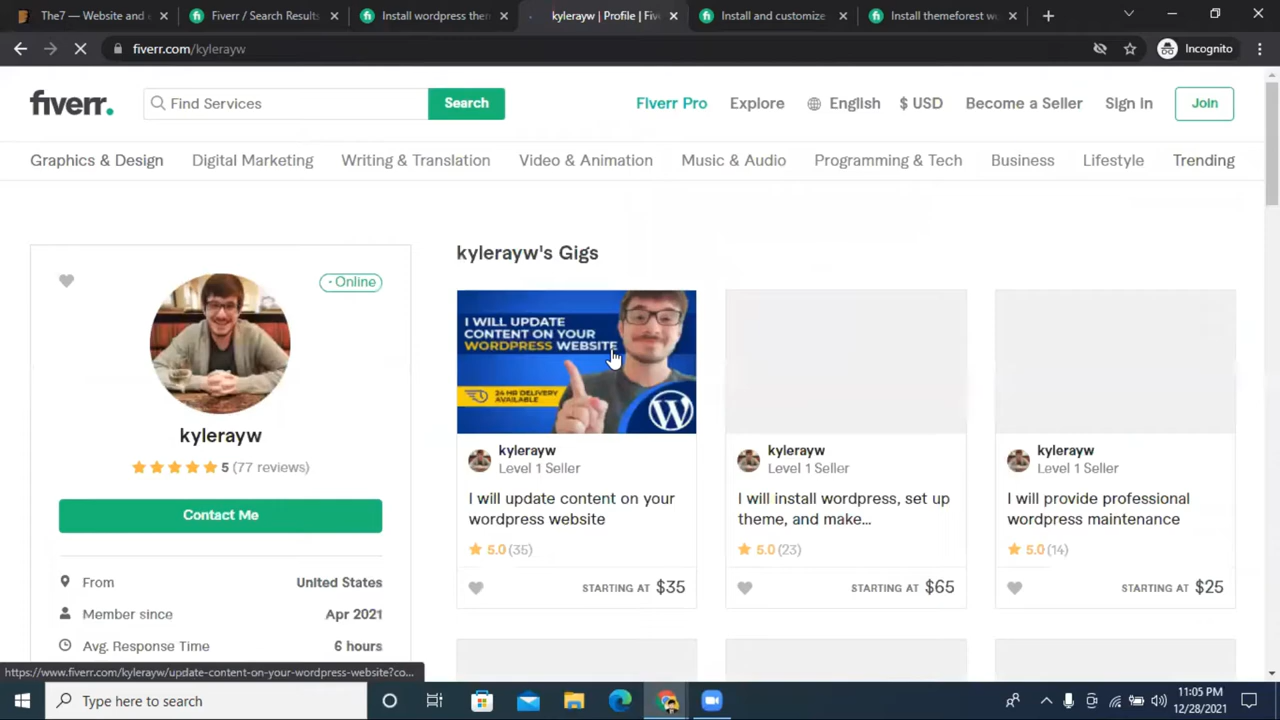 The7 — Website and
Fiverr / Search Results
Install wordpress the
kylerayw | Profile | Five
Install and customize
Install themeforest w
fiverr.com/kylerayw
Incognito
fiverr.
Find Services
Search
Fiverr Pro
Explore
English
$ USD
Become a Seller
Sign In
Join
Graphics & Design
Digital Marketing
Writing & Translation
Video & Animation
Music & Audio
Programming & Tech
Business
Lifestyle
Trending
· Online
kylerayw
5 (77 reviews)
Contact Me
From United States
Member since Apr 2021
Avg. Response Time 6 hours
kylerayw's Gigs
I WILL UPDATE
CONTENT ON YOUR
WORDPRESS WEBSITE
24 HR DELIVERY
AVAILABLE
kylerayw
Level 1 Seller
I will update content on your
wordpress website
5.0 (35)
STARTING AT $35
kylerayw
Level 1 Seller
I will install wordpress, set up
theme, and make...
5.0 (23)
STARTING AT $65
kylerayw
Level 1 Seller
I will provide professional
wordpress maintenance
5.0 (14)
STARTING AT $25
https://www.fiverr.com/kylerayw/update-content-on-your-wordpress-website?co...
Type here to search
11:05 PM
12/28/2021